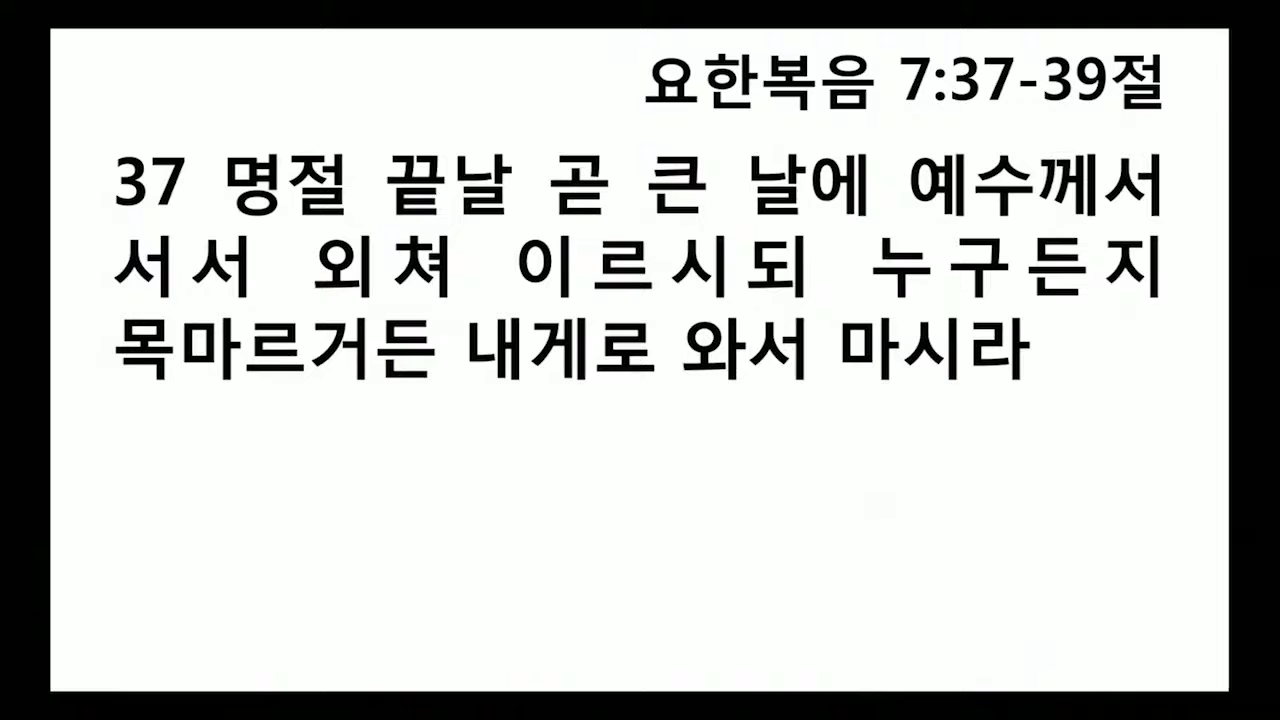 요한복음 7:37-39절
37 명절 끝날 곧 큰 날에 예수께서
서서 외쳐 이르시되 누구든지
목마르거든 내게로 와서 마시라